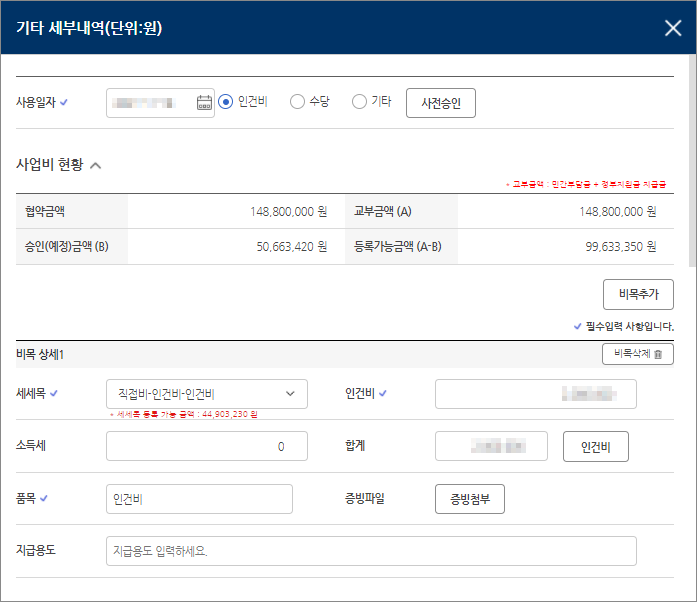 기타 세부내역(단위:원)
사용일자 인건비 수당 기타 사전승인
사업비 현황
* 교부금액 : 민간부담금 + 정부지원금 지급금
협약금액 148,800,000 원 교부금액 (A) 148,800,000 원
승인(예정)금액 (B) 50,663,420 원 등록가능금액 (A-B) 99,633,350 원
비목추가
필수입력 사항입니다.
비목 상세1 비목삭제
세세목 직접비-인건비-인건비 인건비
* 세세목 등록 가능 금액 : 44,903,230 원
소득세 0 합계 인건비
품목 인건비 증빙파일 증빙첨부
지급용도 지급용도 입력하세요.